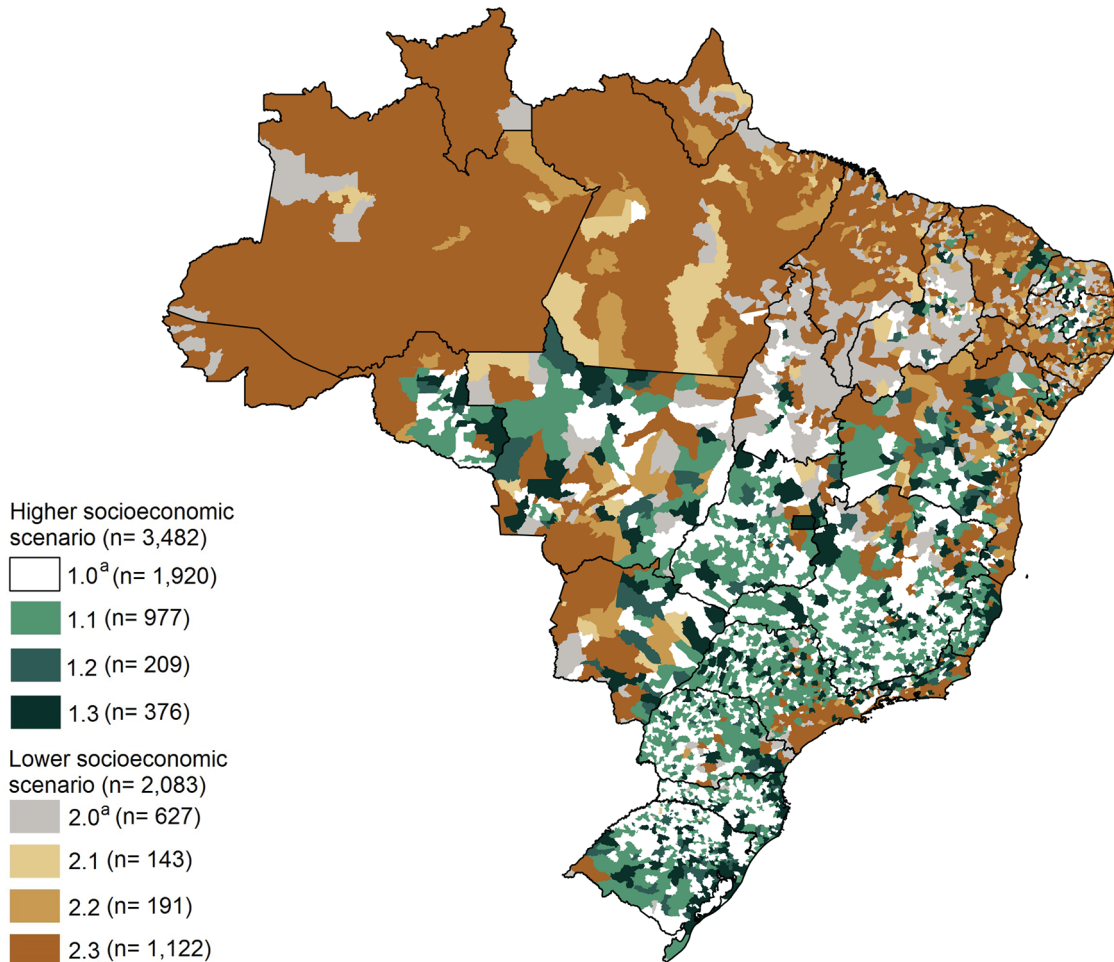 Higher socioeconomic
scenario (n= 3,482)
1.0ª (n= 1,920)
1.1 (n= 977)
1.2 (n= 209)
1.3 (n= 376)
Lower socioeconomic
scenario (n= 2,083)
2.0ª (n= 627)
2.1 (n= 143)
2.2 (n= 191)
2.3 (n= 1,122)